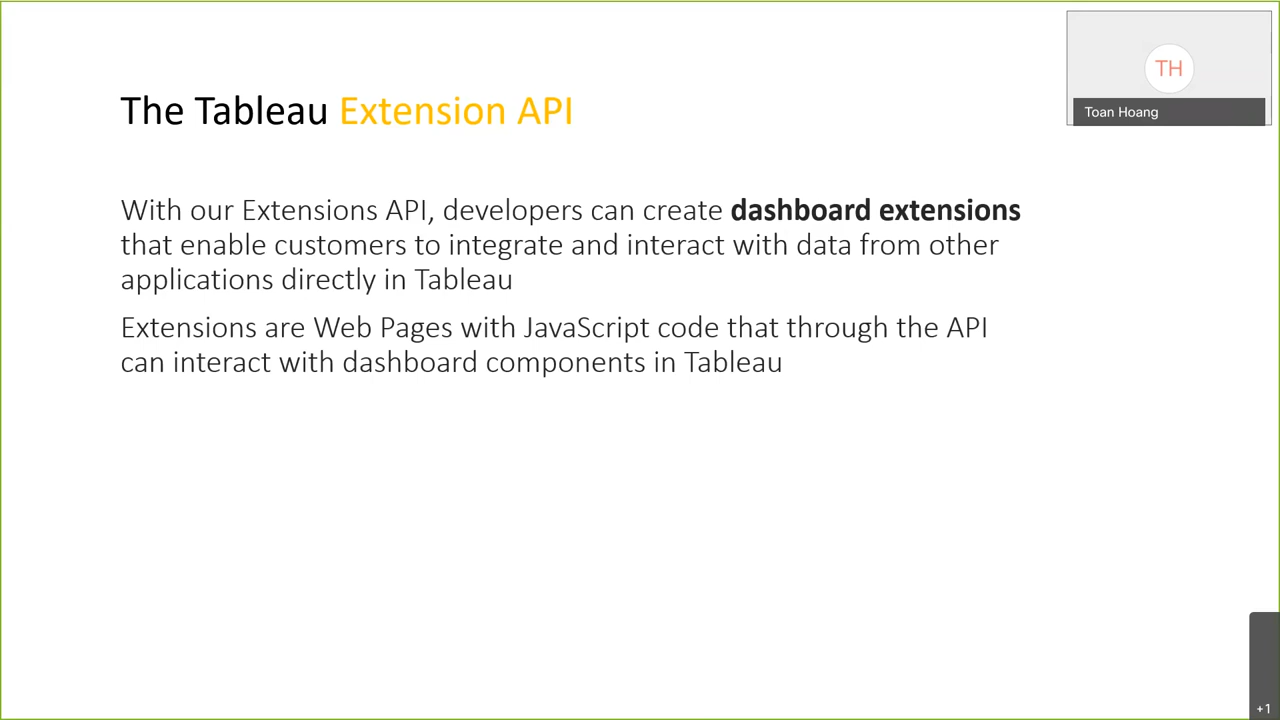 The Tableau Extension API
TH
Toan Hoang
With our Extensions API, developers can create dashboard extensions
that enable customers to integrate and interact with data from other
applications directly in Tableau
Extensions are Web Pages with JavaScript code that through the API
can interact with dashboard components in Tableau
+1